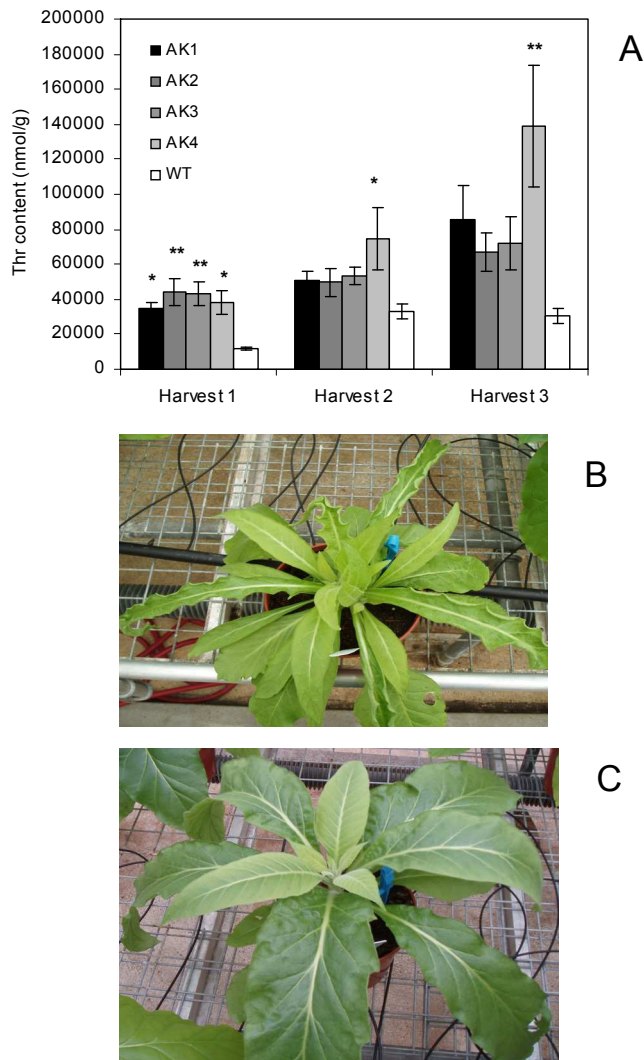 200000
180000
160000
140000
120000
100000
80000
60000
40000
20000
0
Thr content (nmol/g)
AK1
AK2
AK3
AK4
WT
* ** ** *
*
**
Harvest 1 Harvest 2 Harvest 3
A
B
C